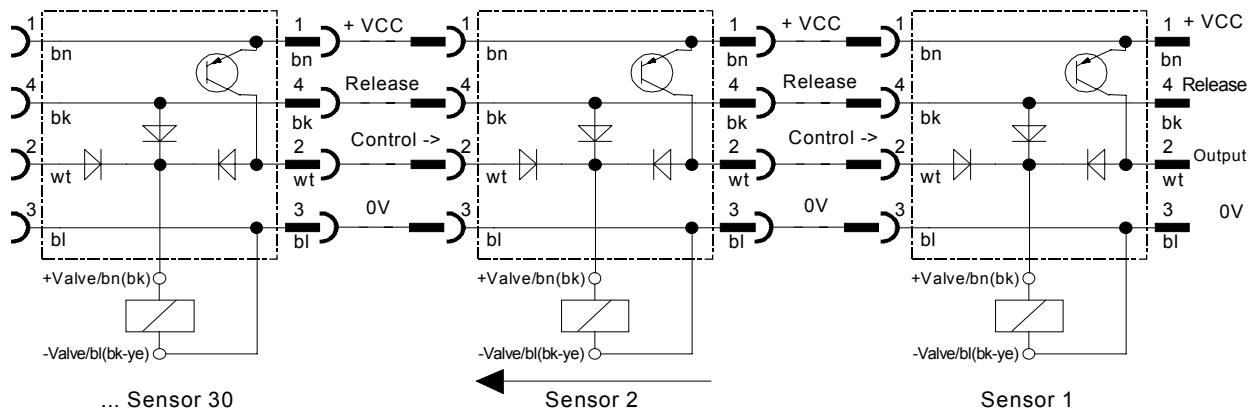 1 1 + VCC 1 1 + VCC 1 1 + VCC
bn bn bn bn bn bn
4 4 Release 4 4 Release 4 4 Release
bk bk bk bk bk bk
2 2 Control -> 2 2 Control -> 2 2 Output
wt wt wt wt wt wt
3 3 0V 3 3 0V 3 3 0V
bl bl bl bl bl bl
+Valve/bn(bk) +Valve/bn(bk) +Valve/bn(bk)
-Valve/bl(bk-ye) -Valve/bl(bk-ye) -Valve/bl(bk-ye)
... Sensor 30 Sensor 2 Sensor 1